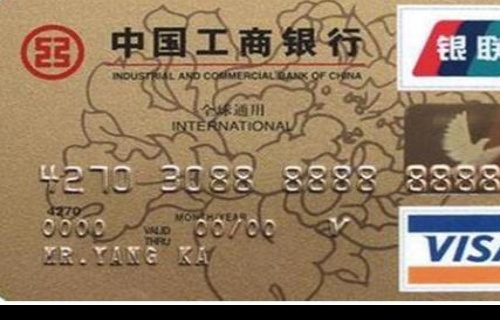 中国工商银行
INDUSTRIAL AND COMMERCIAL BANK OF CHINA
银联
全球通用
INTERNATIONAL
4270 3088 8888 8888
4270
MONTH/YEAR
0000 VALID THRU 00/00 V
VISA
MR.YANG KA